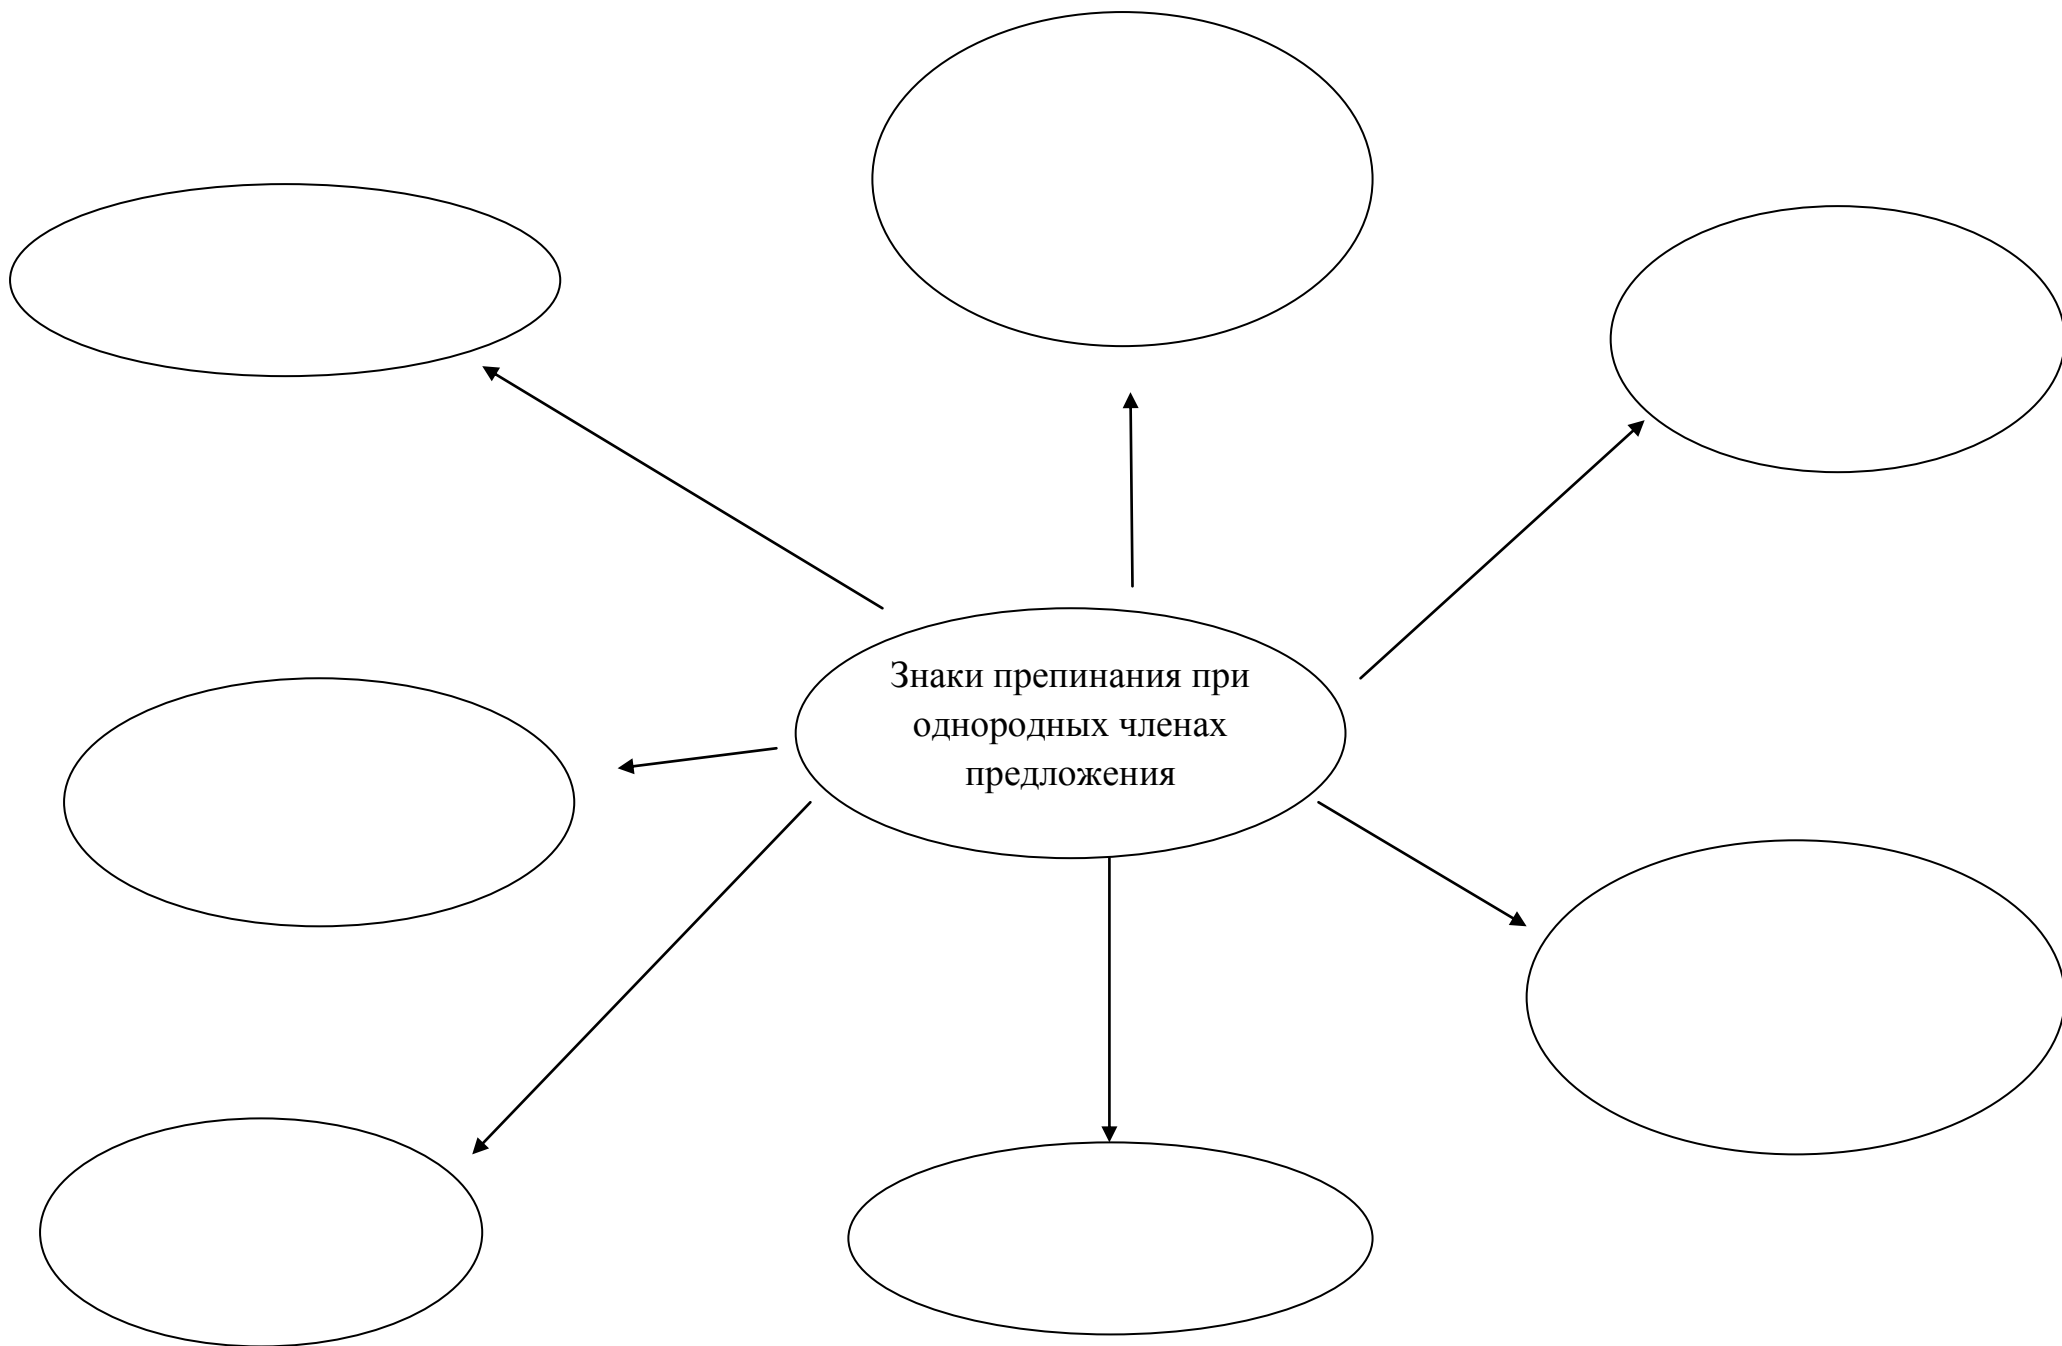 Знаки препинания при
однородных членах
предложения